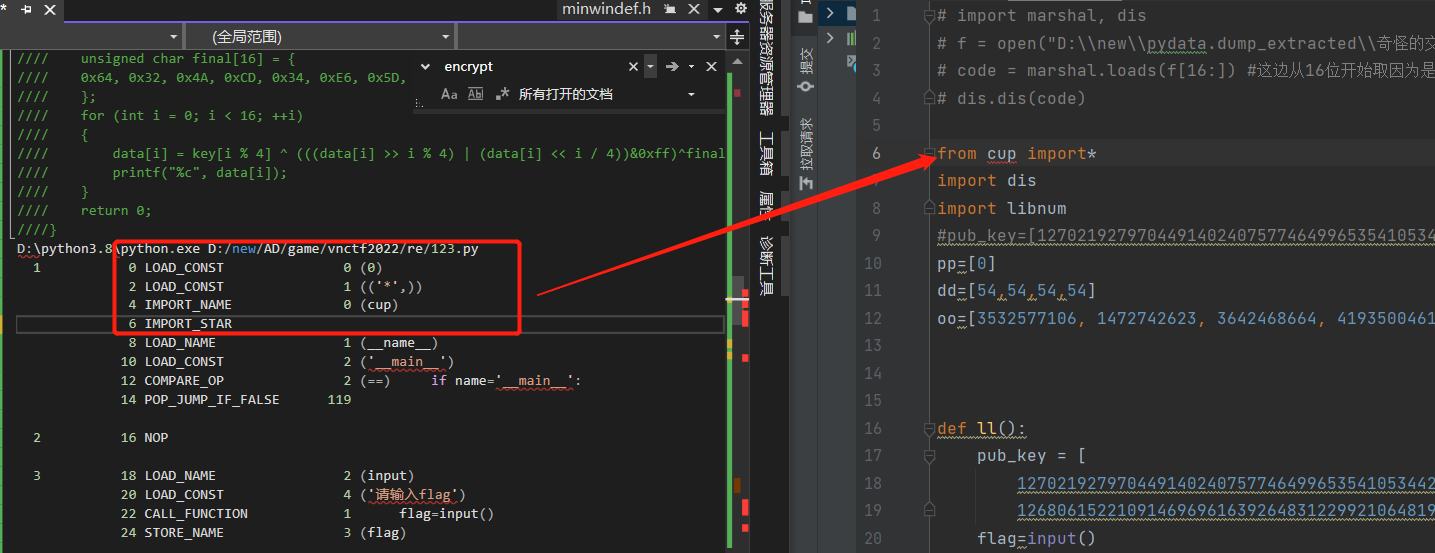 minwindef.h
(全局范围)
//// unsigned char final[16] = {
//// 0x64, 0x32, 0x4A, 0xCD, 0x34, 0xE6, 0x5D,
//// };
//// for (int i = 0; i < 16; ++i)
//// {
//// data[i] = key[i % 4] ^ (((data[i] >> i % 4) | (data[i] << i / 4))&0xff)^final
//// printf("%c", data[i]);
//// }
//// return 0;
////}
encrypt
Aa Ab 所有打开的文档
D:\python3.8\python.exe D:/new/AD/game/vnctf2022/re/123.py
1 0 LOAD_CONST 0 (0)
2 LOAD_CONST 1 (('*',))
4 IMPORT_NAME 0 (cup)
6 IMPORT_STAR
8 LOAD_NAME 1 (__name__)
10 LOAD_CONST 2 ('__main__')
12 COMPARE_OP 2 (==) if name='__main__':
14 POP_JUMP_IF_FALSE 119
2 16 NOP
3 18 LOAD_NAME 2 (input)
20 LOAD_CONST 4 ('请输入flag')
22 CALL_FUNCTION 1 flag=input()
24 STORE_NAME 3 (flag)
服务器资源管理器
工具箱
属性
诊断工具
提交
拉取请求
1 # import marshal, dis
2 # f = open("D:\\new\\pydata.dump_extracted\\奇怪的
3 # code = marshal.loads(f[16:]) #这边从16位开始取因为是
4 # dis.dis(code)
5
6 from cup import*
import dis
8 import libnum
9 #pub_key=[127021927970449140240757746499653541053
10 pp=[0]
11 dd=[54,54,54,54]
12 oo=[3532577106, 1472742623, 3642468664, 4193500461
13
14
15
16 def ll():
17 pub_key = [
18 12702192797044914024075774649965354105344
19 12680615221091469696163926483122992106481
20 flag=input()